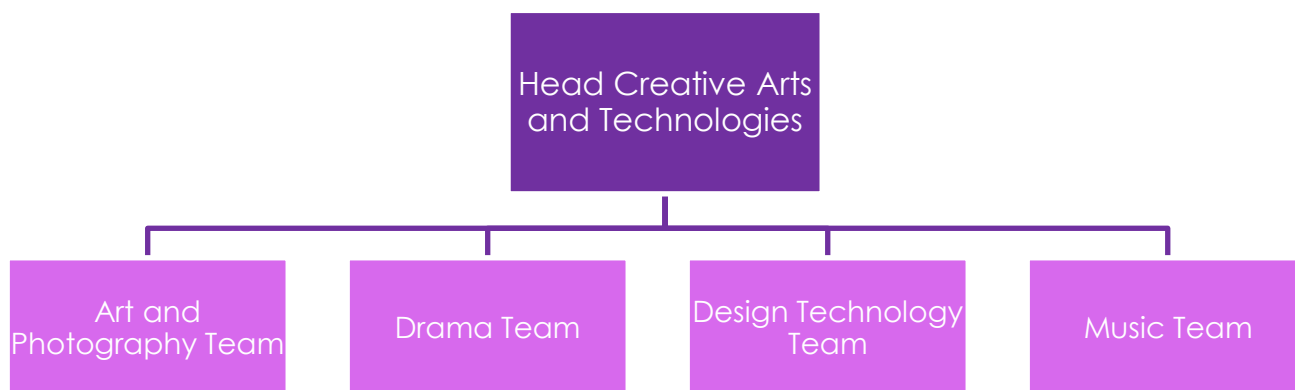 Head Creative Arts
and Technologies
Art and
Photography Team
Drama Team
Design Technology
Team
Music Team